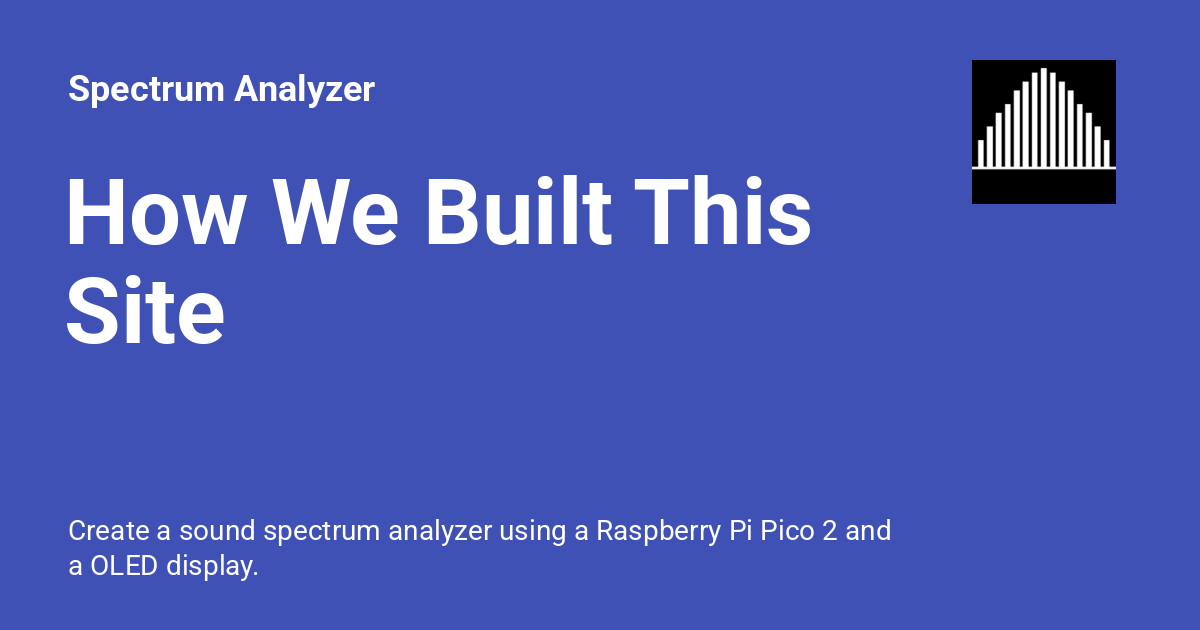 Spectrum Analyzer
How We Built This
Site
Create a sound spectrum analyzer using a Raspberry Pi Pico 2 and
a OLED display.